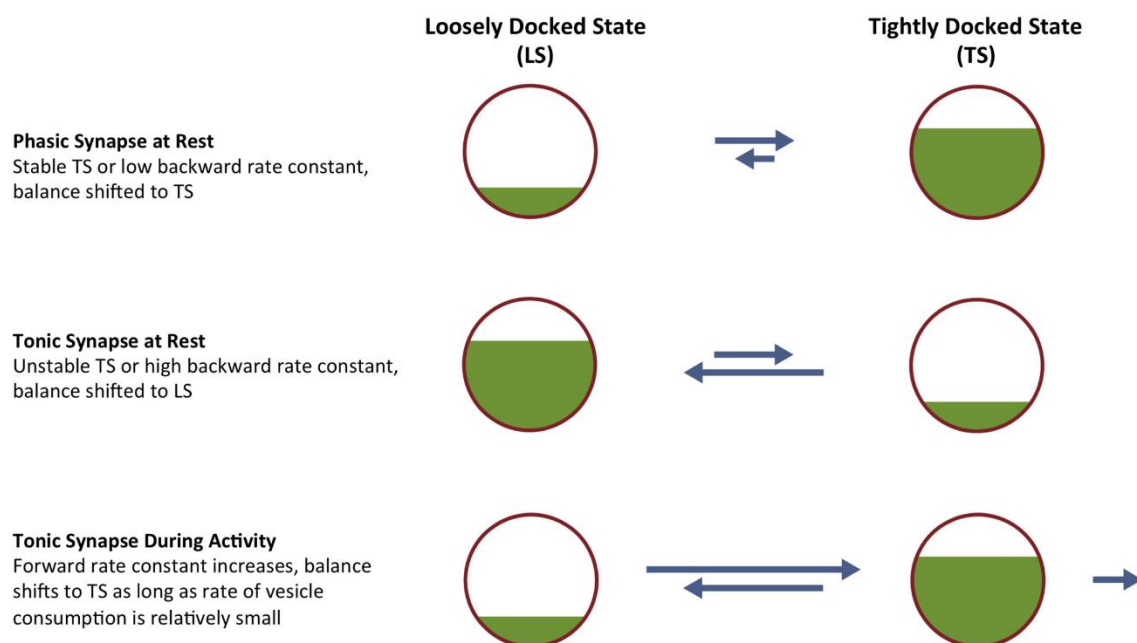 Loosely Docked State
(LS)
Tightly Docked State
(TS)
Phasic Synapse at Rest
Stable TS or low backward rate constant,
balance shifted to TS
Tonic Synapse at Rest
Unstable TS or high backward rate constant,
balance shifted to LS
Tonic Synapse During Activity
Forward rate constant increases, balance
shifts to TS as long as rate of vesicle
consumption is relatively small